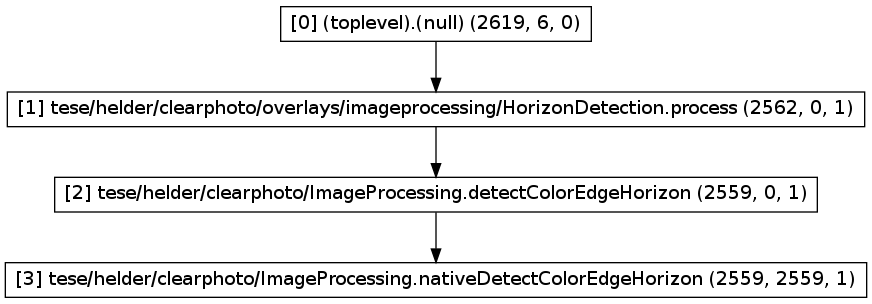 [0] (toplevel).(null) (2619, 6, 0)
[1] tese/helder/clearphoto/overlays/imageprocessing/HorizonDetection.process (2562, 0, 1)
[2] tese/helder/clearphoto/ImageProcessing.detectColorEdgeHorizon (2559, 0, 1)
[3] tese/helder/clearphoto/ImageProcessing.nativeDetectColorEdgeHorizon (2559, 2559, 1)